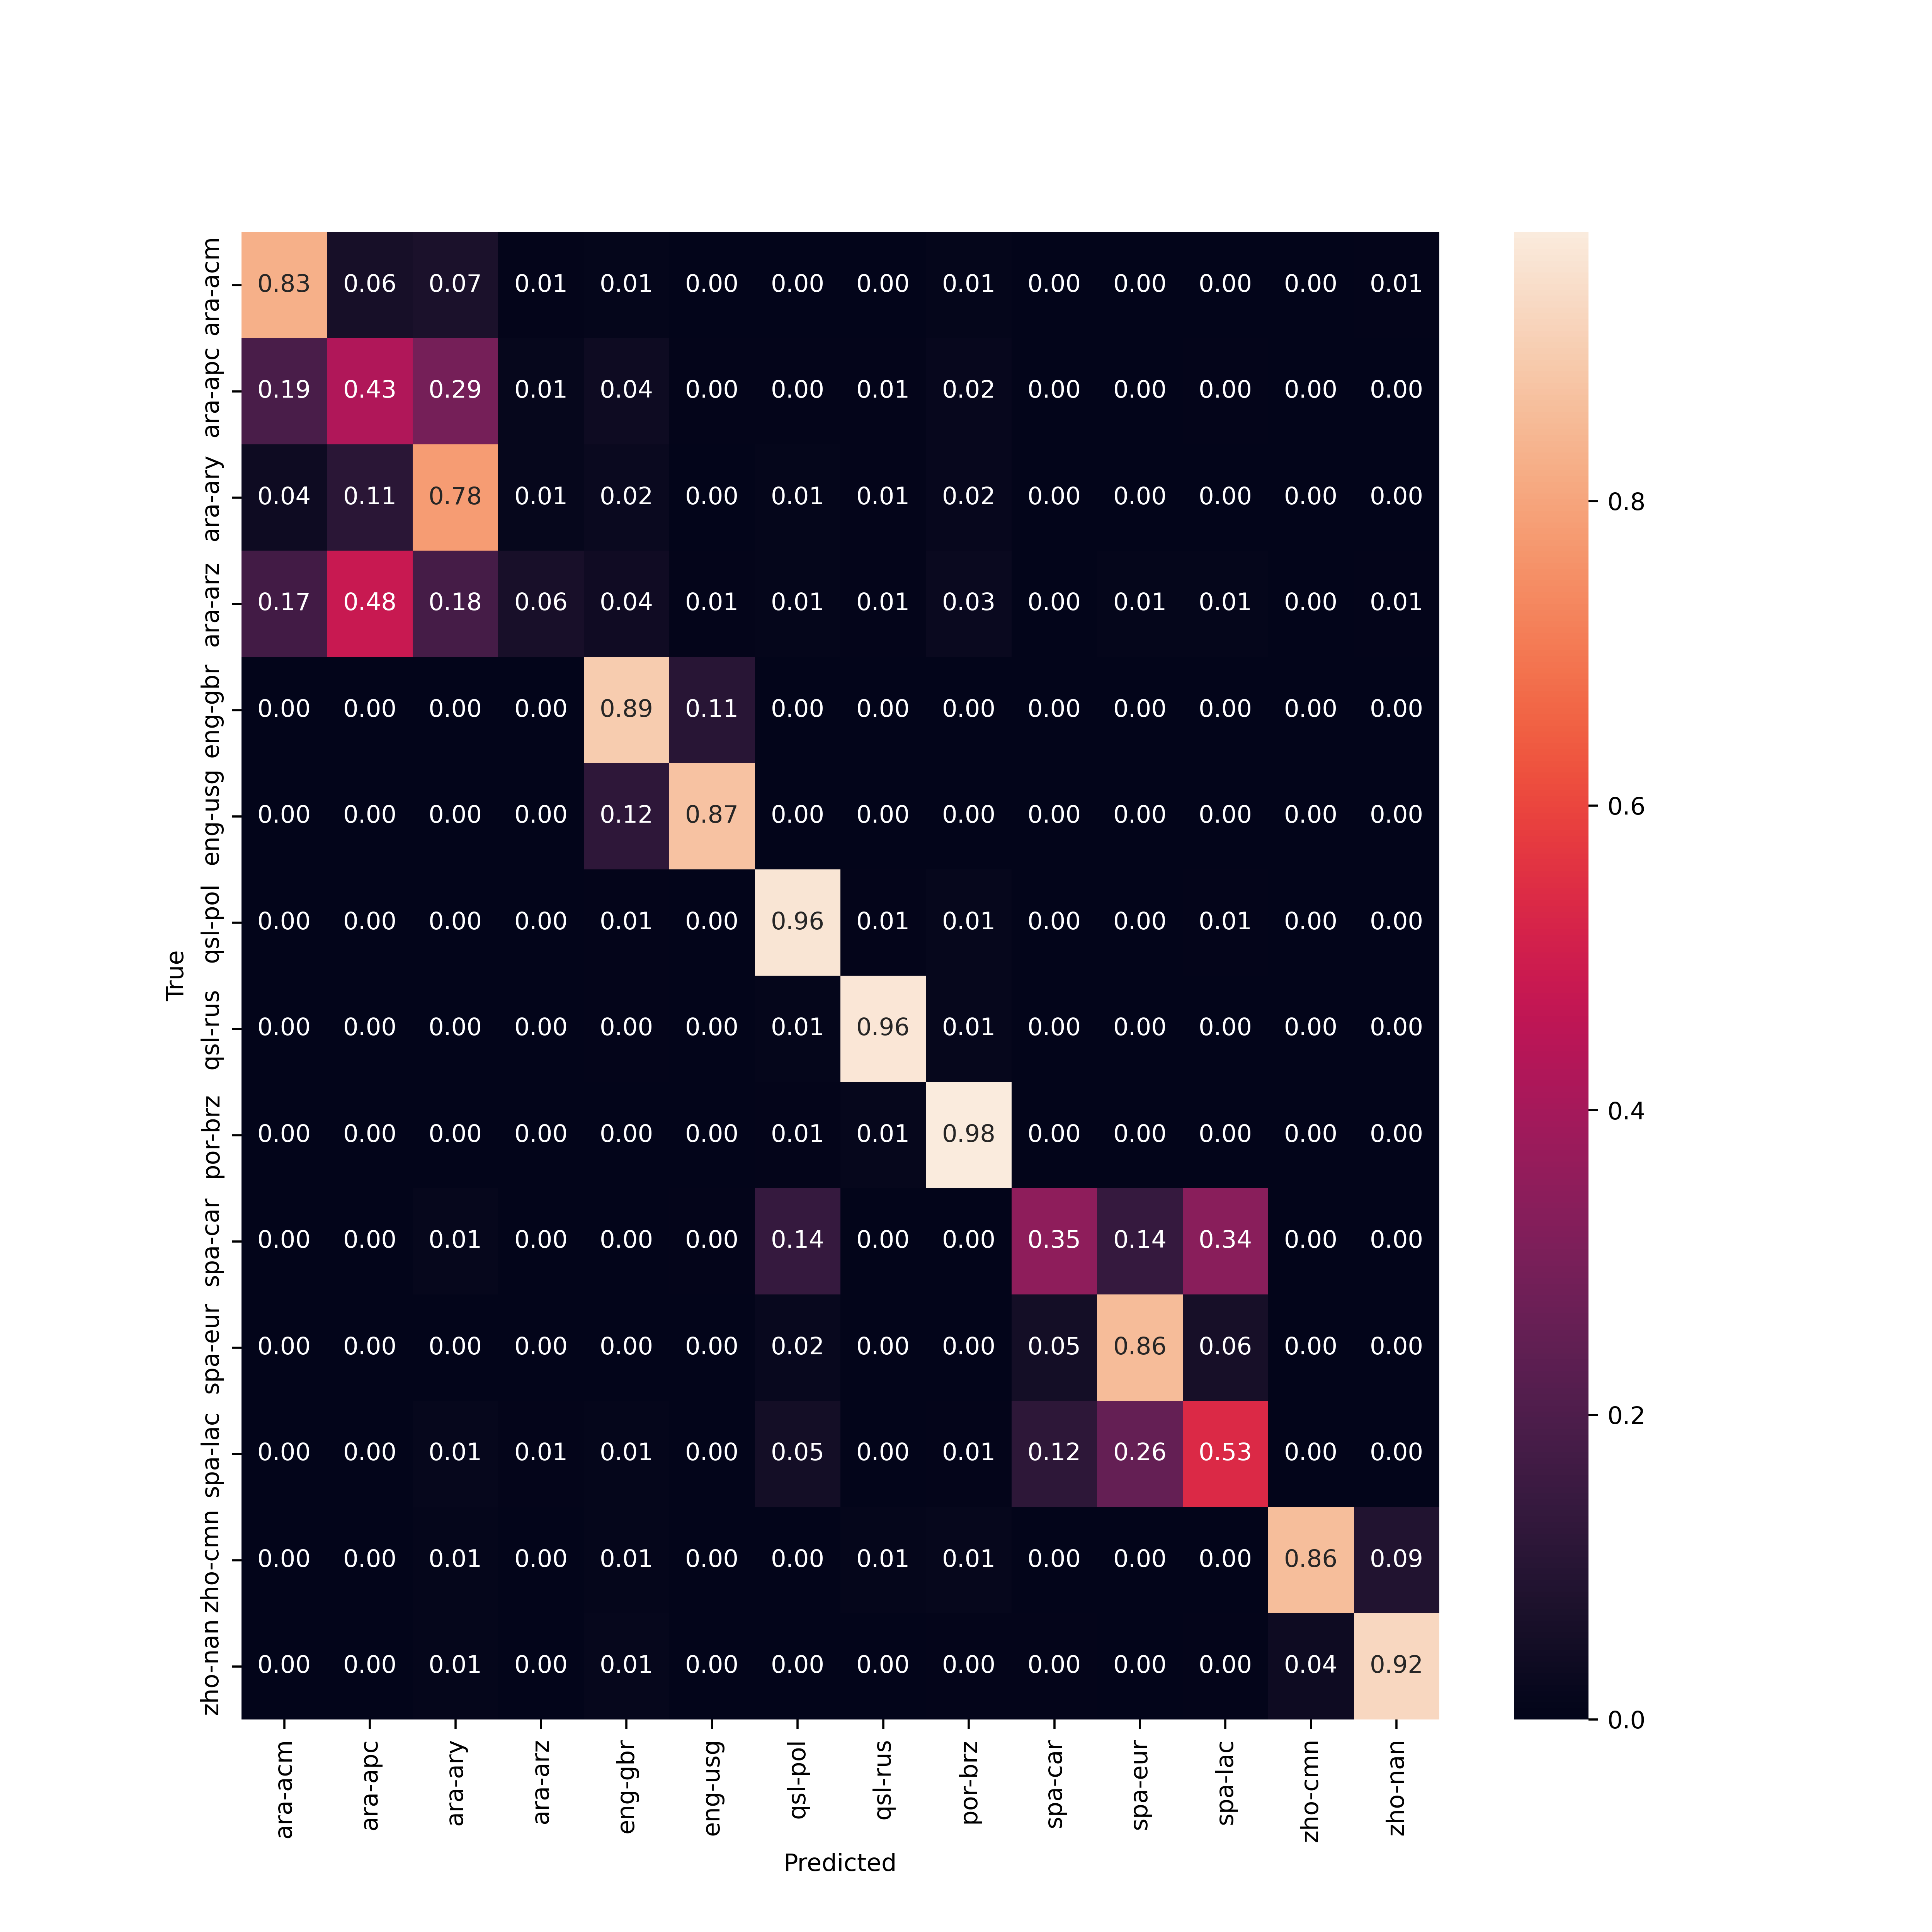 ara-acm 0.83 0.06 0.07 0.01 0.01 0.00 0.00 0.00 0.01 0.00 0.00 0.00 0.00 0.01
ara-apc 0.19 0.43 0.29 0.01 0.04 0.00 0.00 0.01 0.02 0.00 0.00 0.00 0.00 0.00
ara-ary 0.04 0.11 0.78 0.01 0.02 0.00 0.01 0.01 0.02 0.00 0.00 0.00 0.00 0.00
ara-arz 0.17 0.48 0.18 0.06 0.04 0.01 0.01 0.01 0.03 0.00 0.01 0.01 0.00 0.01
eng-gbr 0.00 0.00 0.00 0.00 0.89 0.11 0.00 0.00 0.00 0.00 0.00 0.00 0.00 0.00
eng-usg 0.00 0.00 0.00 0.00 0.12 0.87 0.00 0.00 0.00 0.00 0.00 0.00 0.00 0.00
qsl-pol 0.00 0.00 0.00 0.00 0.01 0.00 0.96 0.01 0.01 0.00 0.00 0.01 0.00 0.00
qsl-rus 0.00 0.00 0.00 0.00 0.00 0.00 0.01 0.96 0.01 0.00 0.00 0.00 0.00 0.00
por-brz 0.00 0.00 0.00 0.00 0.00 0.00 0.01 0.01 0.98 0.00 0.00 0.00 0.00 0.00
spa-car 0.00 0.00 0.01 0.00 0.00 0.00 0.14 0.00 0.00 0.35 0.14 0.34 0.00 0.00
spa-eur 0.00 0.00 0.00 0.00 0.00 0.00 0.02 0.00 0.00 0.05 0.86 0.06 0.00 0.00
spa-lac 0.00 0.00 0.01 0.01 0.01 0.00 0.05 0.00 0.01 0.12 0.26 0.53 0.00 0.00
zho-cmn 0.00 0.00 0.01 0.00 0.01 0.00 0.00 0.01 0.01 0.00 0.00 0.00 0.86 0.09
zho-nan 0.00 0.00 0.01 0.00 0.01 0.00 0.00 0.00 0.00 0.00 0.00 0.00 0.04 0.92
True
ara-acm ara-apc ara-ary ara-arz eng-gbr eng-usg qsl-pol qsl-rus por-brz spa-car spa-eur spa-lac zho-cmn zho-nan
Predicted
0.8
0.6
0.4
0.2
0.0